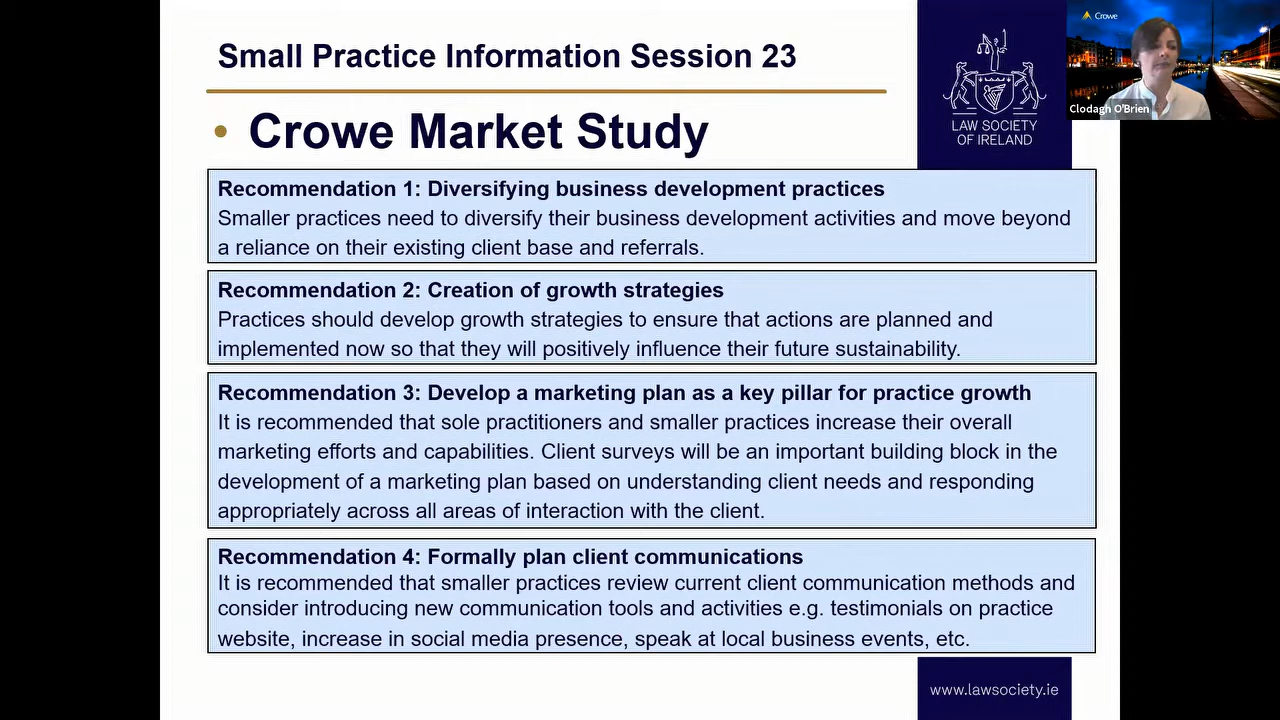 Small Practice Information Session 23
• Crowe Market Study
LAW SOCIETY
OF IRELAND
Crowe
Clodagh O'Brien
Recommendation 1: Diversifying business development practices
Smaller practices need to diversify their business development activities and move beyond
a reliance on their existing client base and referrals.
Recommendation 2: Creation of growth strategies
Practices should develop growth strategies to ensure that actions are planned and
implemented now so that they will positively influence their future sustainability.
Recommendation 3: Develop a marketing plan as a key pillar for practice growth
It is recommended that sole practitioners and smaller practices increase their overall
marketing efforts and capabilities. Client surveys will be an important building block in the
development of a marketing plan based on understanding client needs and responding
appropriately across all areas of interaction with the client.
Recommendation 4: Formally plan client communications
It is recommended that smaller practices review current client communication methods and
consider introducing new communication tools and activities e.g. testimonials on practice
website, increase in social media presence, speak at local business events, etc.
www.lawsociety.ie